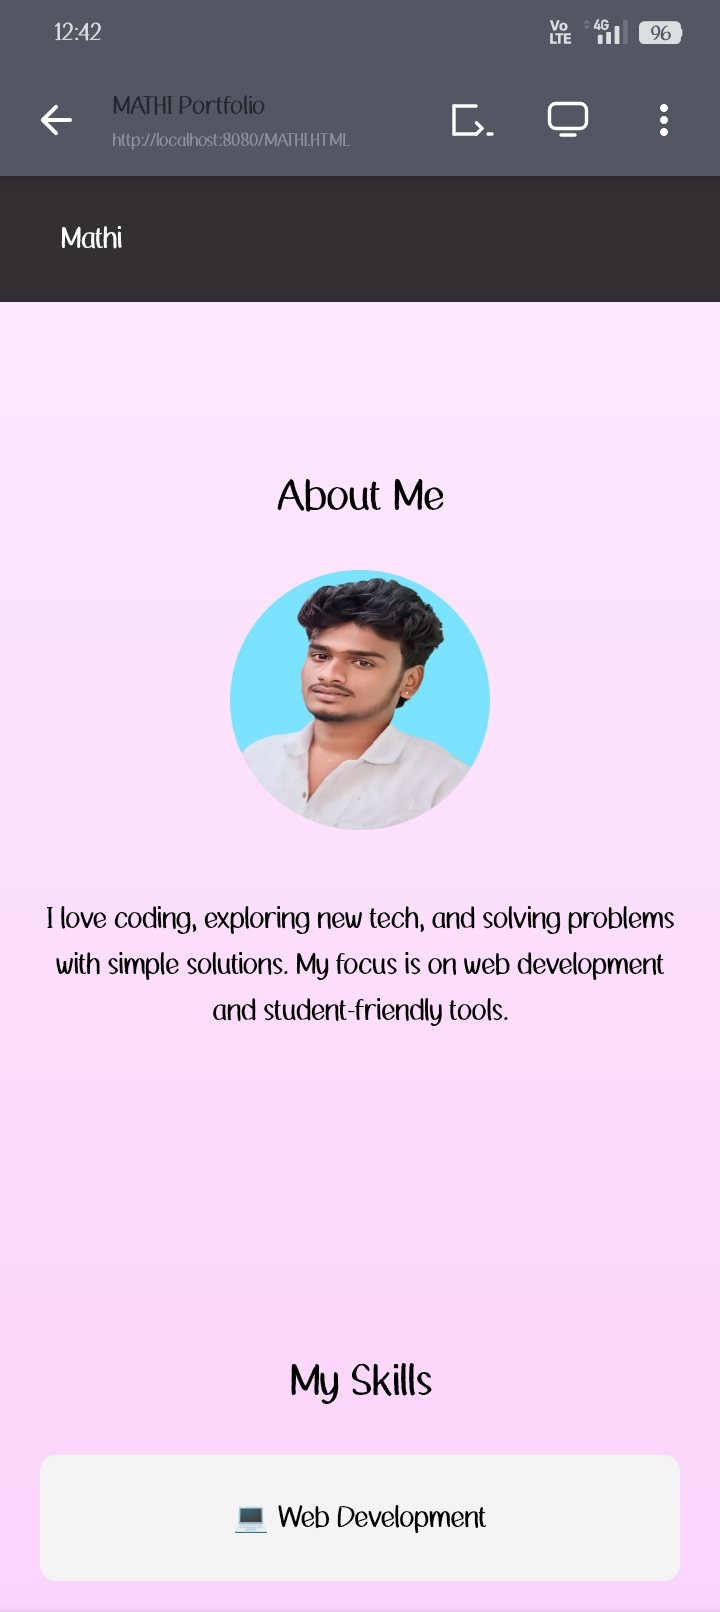 12:42
Vo
LTE
4G
96
MATHI Portfolio
http://localhost:8080/MATHI.HTML
Mathi
About Me
I love coding, exploring new tech, and solving problems
with simple solutions. My focus is on web development
and student-friendly tools.
My Skills
💻 Web Development